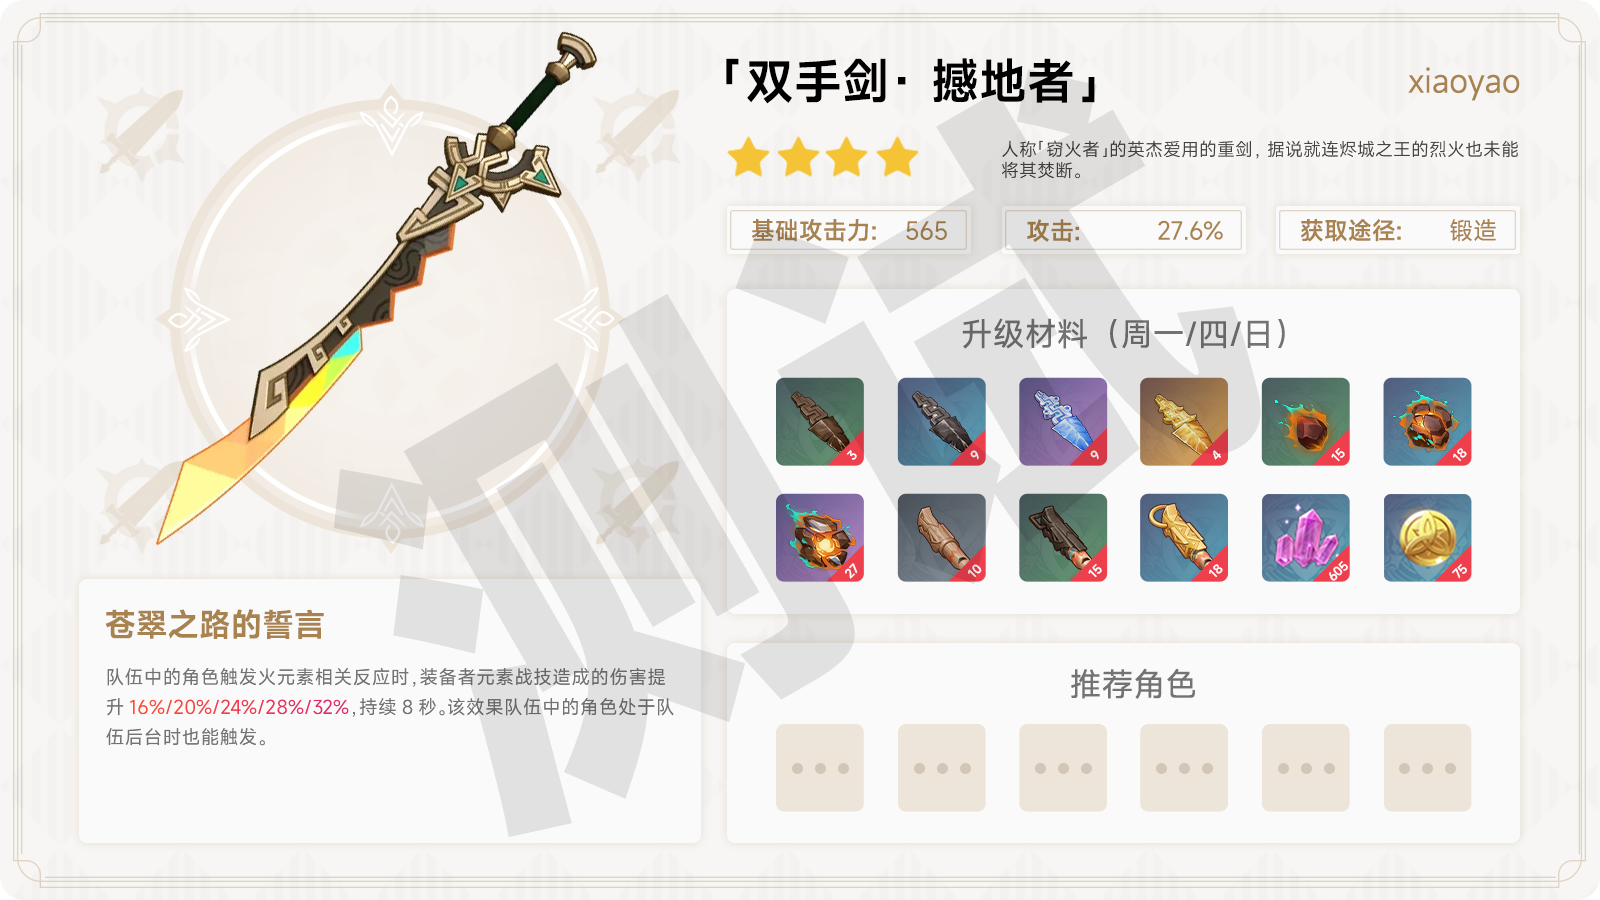 「双手剑·撼地者」
xiaoyao
人称「窃火者」的英杰爱用的重剑，据说就连烬城之王的烈火也未能
将其焚断。
基础攻击力: 565
攻击: 27.6%
获取途径: 锻造
升级材料（周一/四/日）
3
9
9
4
15
18
27
10
15
18
605
75
苍翠之路的誓言
队伍中的角色触发火元素相关反应时,装备者元素战技造成的伤害提
升 16%/20%/24%/28%/32%,持续 8 秒。该效果队伍中的角色处于队
伍后台时也能触发。
推荐角色
测试